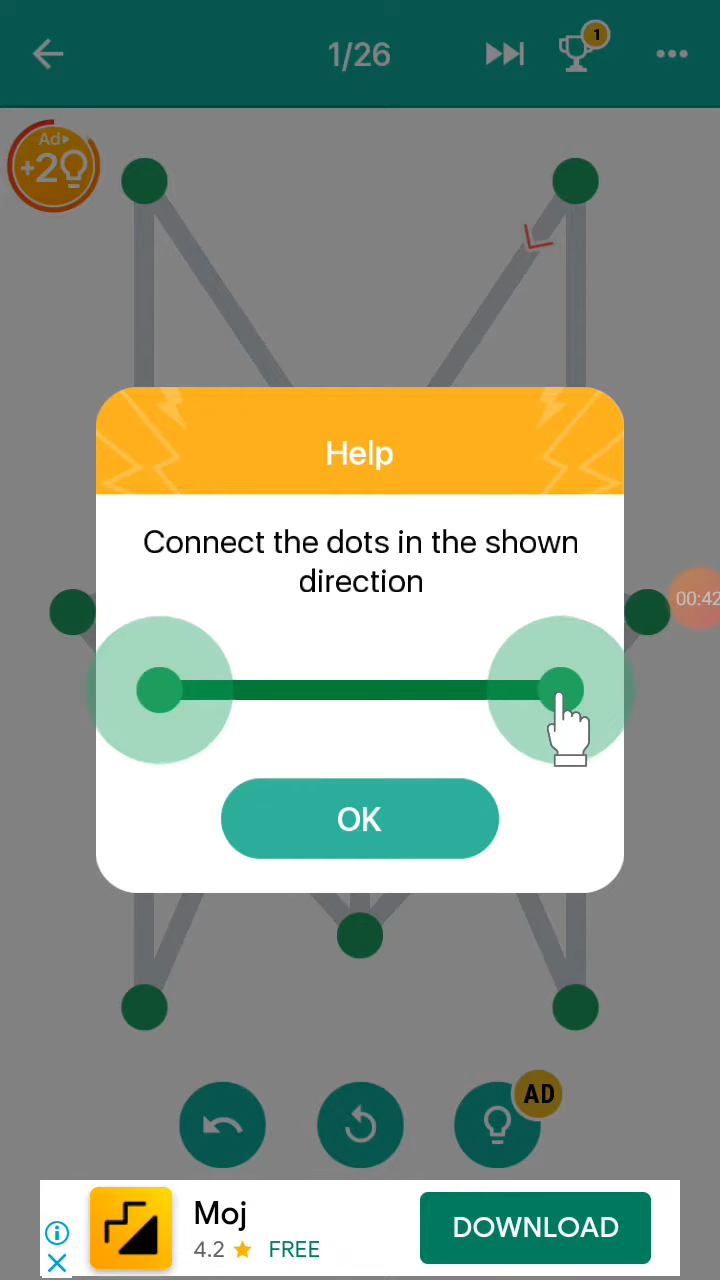 1/26
1
Ad
+2
Help
Connect the dots in the shown
direction
00:42
OK
AD
Moj
4.2 FREE
DOWNLOAD